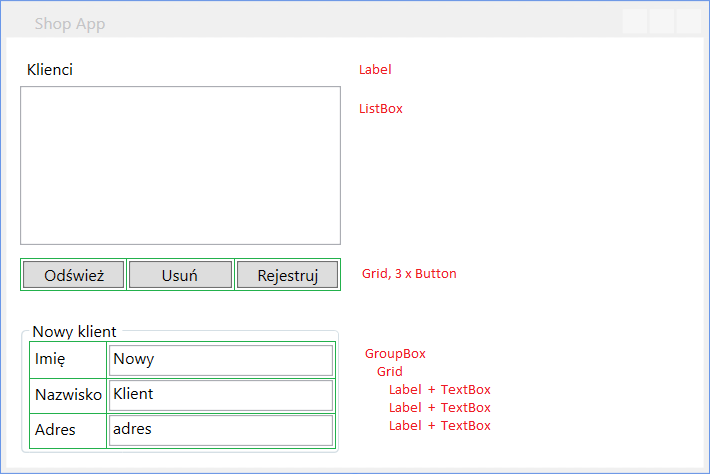 Shop App
Klienci Label
ListBox
Odśwież Usuń Rejestruj Grid, 3 x Button
Nowy klient
GroupBox
Imię Nowy
Grid
Nazwisko Klient Label + TextBox
Label + TextBox
Adres adres Label + TextBox